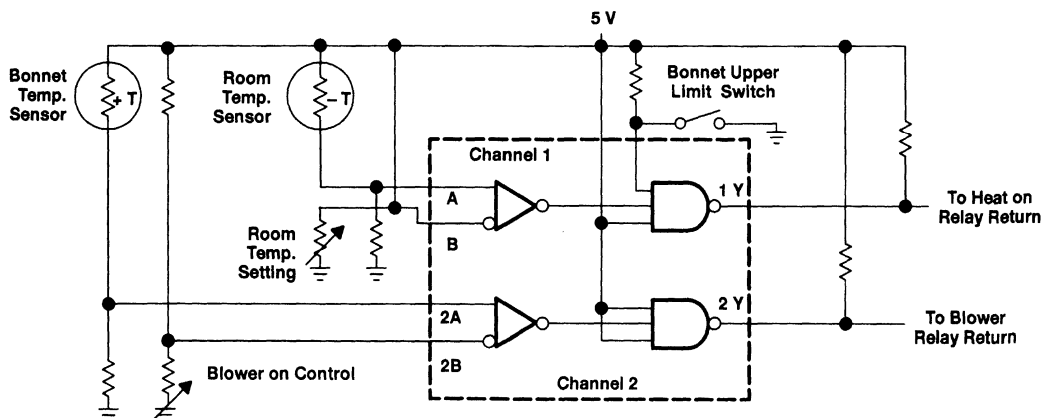 5 V
Bonnet
Temp.
Sensor
+ T
Room
Temp.
Sensor
– T
Bonnet Upper
Limit Switch
Channel 1
A
B
1 Y
To Heat on
Relay Return
Room
Temp.
Setting
2A
2B
2 Y
To Blower
Relay Return
Blower on Control
Channel 2